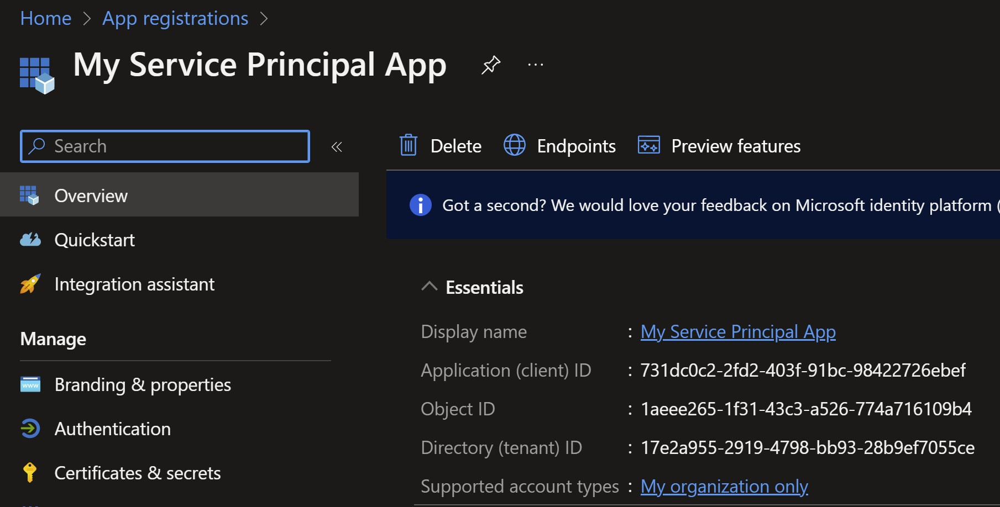 Home > App registrations >
My Service Principal App ...
Search «
Overview
Quickstart
Integration assistant
Manage
Branding & properties
Authentication
Certificates & secrets
Delete Endpoints Preview features
Got a second? We would love your feedback on Microsoft identity platform (
Essentials
Display name : My Service Principal App
Application (client) ID : 731dc0c2-2fd2-403f-91bc-98422726ebef
Object ID : 1aeee265-1f31-43c3-a526-774a716109b4
Directory (tenant) ID : 17e2a955-2919-4798-bb93-28b9ef7055ce
Supported account types : My organization only